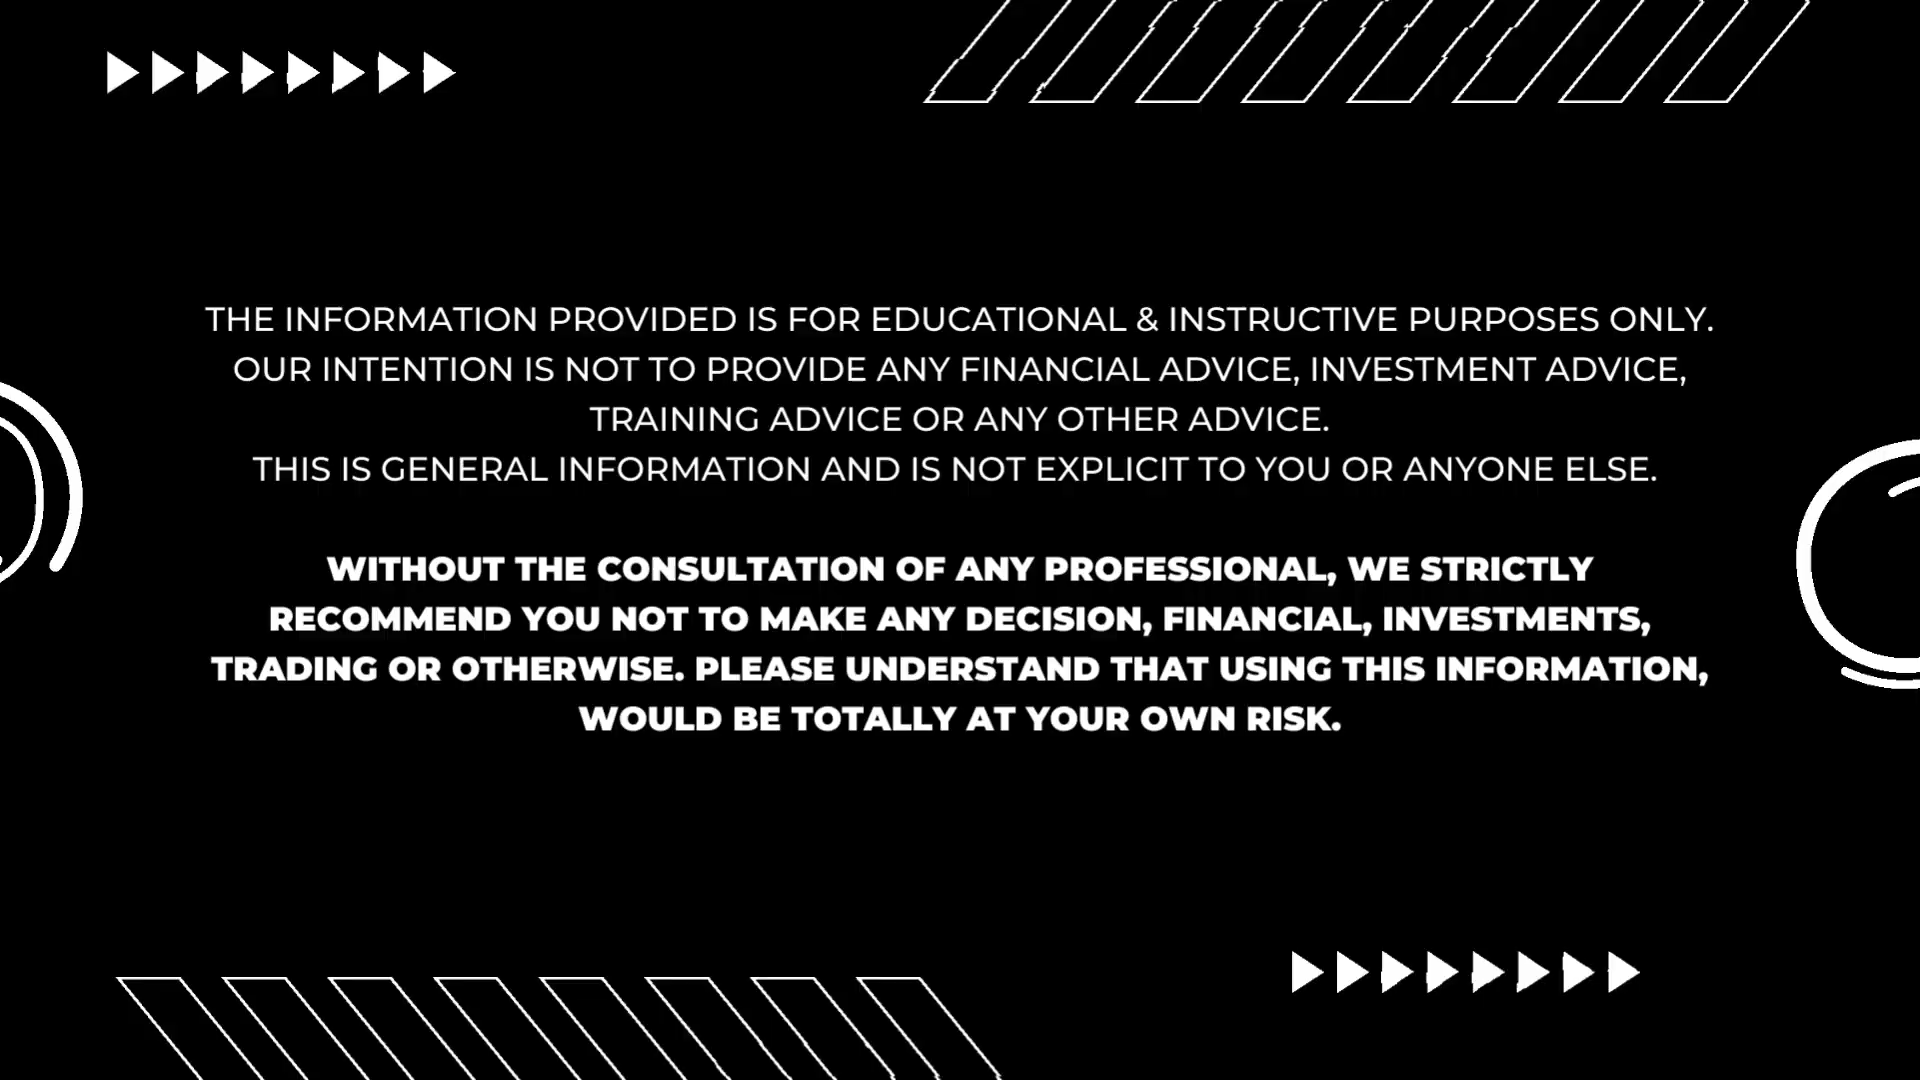 THE INFORMATION PROVIDED IS FOR EDUCATIONAL & INSTRUCTIVE PURPOSES ONLY.
OUR INTENTION IS NOT TO PROVIDE ANY FINANCIAL ADVICE, INVESTMENT ADVICE,
TRAINING ADVICE OR ANY OTHER ADVICE.
THIS IS GENERAL INFORMATION AND IS NOT EXPLICIT TO YOU OR ANYONE ELSE.
WITHOUT THE CONSULTATION OF ANY PROFESSIONAL, WE STRICTLY
RECOMMEND YOU NOT TO MAKE ANY DECISION, FINANCIAL, INVESTMENTS,
TRADING OR OTHERWISE. PLEASE UNDERSTAND THAT USING THIS INFORMATION,
WOULD BE TOTALLY AT YOUR OWN RISK.